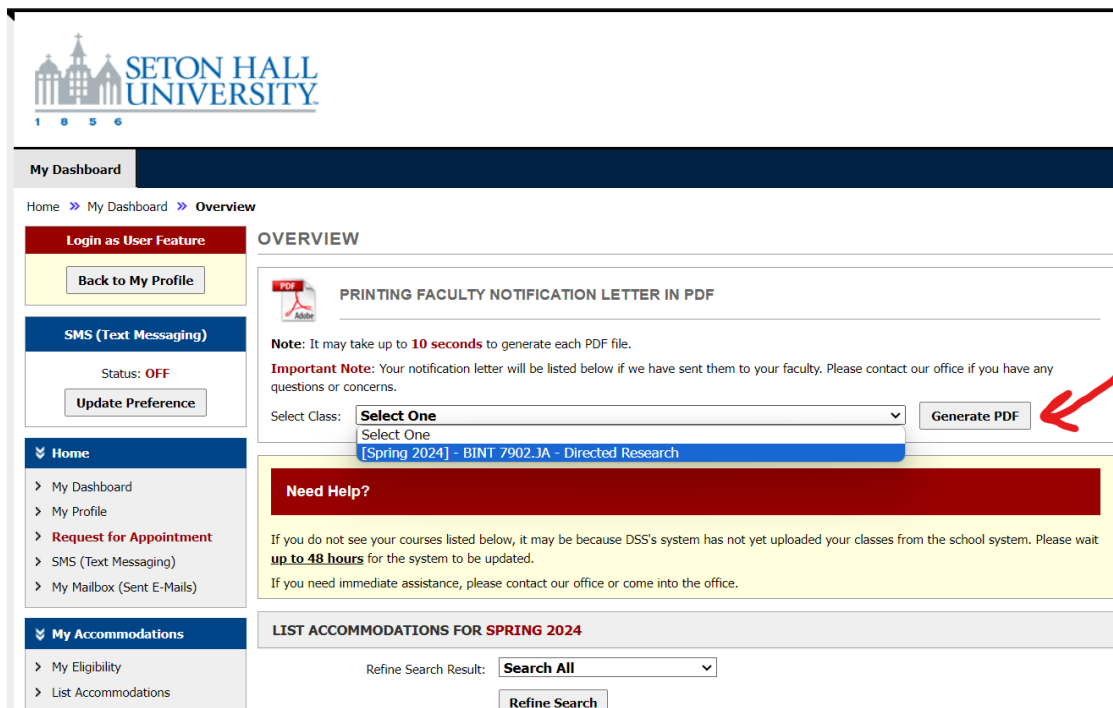 SETON HALL
UNIVERSITY
1 8 5 6
My Dashboard
Home » My Dashboard » Overview
Login as User Feature
Back to My Profile
SMS (Text Messaging)
Status: OFF
Update Preference
Home
My Dashboard
My Profile
Request for Appointment
SMS (Text Messaging)
My Mailbox (Sent E-Mails)
My Accommodations
My Eligibility
List Accommodations
OVERVIEW
PDF
Adobe
PRINTING FACULTY NOTIFICATION LETTER IN PDF
Note: It may take up to 10 seconds to generate each PDF file.
Important Note: Your notification letter will be listed below if we have sent them to your faculty. Please contact our office if you have any
questions or concerns.
Select Class: Select One Generate PDF
Select One
[Spring 2024] - BINT 7902.JA - Directed Research
Need Help?
If you do not see your courses listed below, it may be because DSS's system has not yet uploaded your classes from the school system. Please wait
up to 48 hours for the system to be updated.
If you need immediate assistance, please contact our office or come into the office.
LIST ACCOMMODATIONS FOR SPRING 2024
Refine Search Result: Search All
Refine Search